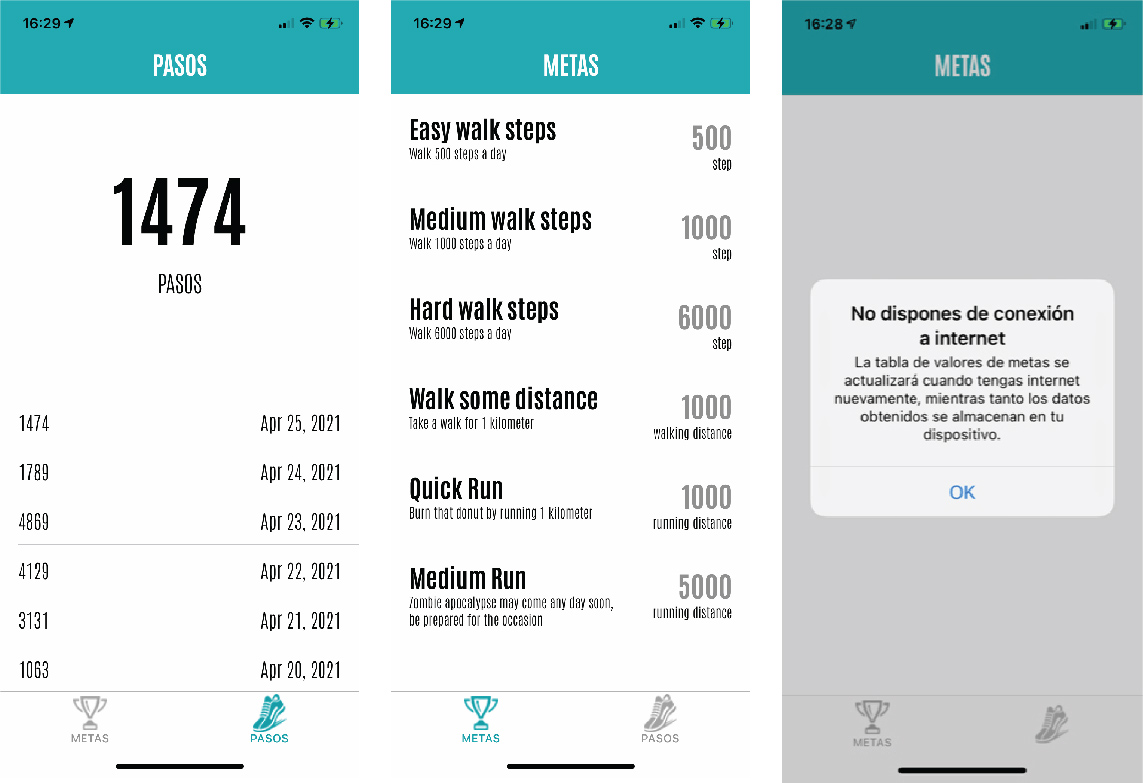 16:29
PASOS
1474
PASOS
1474 Apr 25, 2021
1789 Apr 24, 2021
4869 Apr 23, 2021
4129 Apr 22, 2021
3131 Apr 21, 2021
1063 Apr 20, 2021
METAS PASOS
16:29
METAS
Easy walk steps
Walk 500 steps a day
500
step
Medium walk steps
Walk 1000 steps a day
1000
step
Hard walk steps
Walk 6000 steps a day
6000
step
Walk some distance
Take a walk for 1 kilometer
1000
walking distance
Quick Run
Burn that donut by running 1 kilometer
1000
running distance
Medium Run
Zombie apocalypse may come any day soon,
be prepared for the occasion
5000
running distance
METAS PASOS
16:28
METAS
No dispones de conexión
a internet
La tabla de valores de metas se
actualizará cuando tengas internet
nuevamente, mientras tanto los datos
obtenidos se almacenan en tu
dispositivo.
OK
METAS